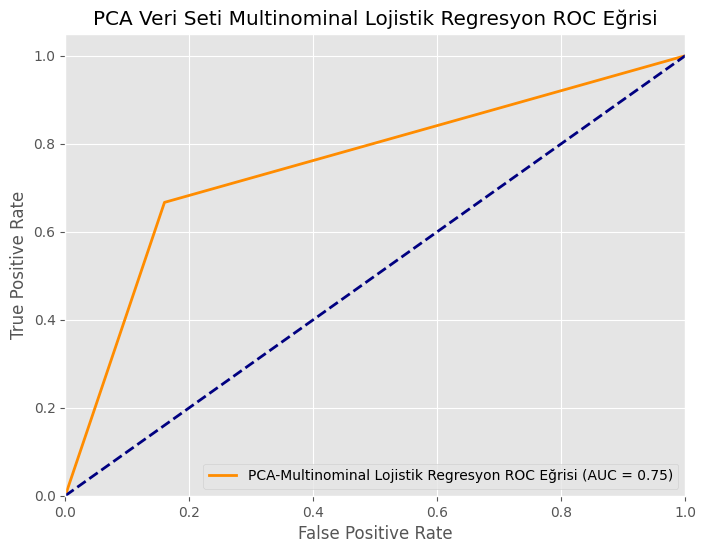 PCA Veri Seti Multinominal Lojistik Regresyon ROC Eğrisi
1.0
0.8
0.6
0.4
0.2
0.0
True Positive Rate
PCA-Multinominal Lojistik Regresyon ROC Eğrisi (AUC = 0.75)
0.0 0.2 0.4 0.6 0.8 1.0
False Positive Rate